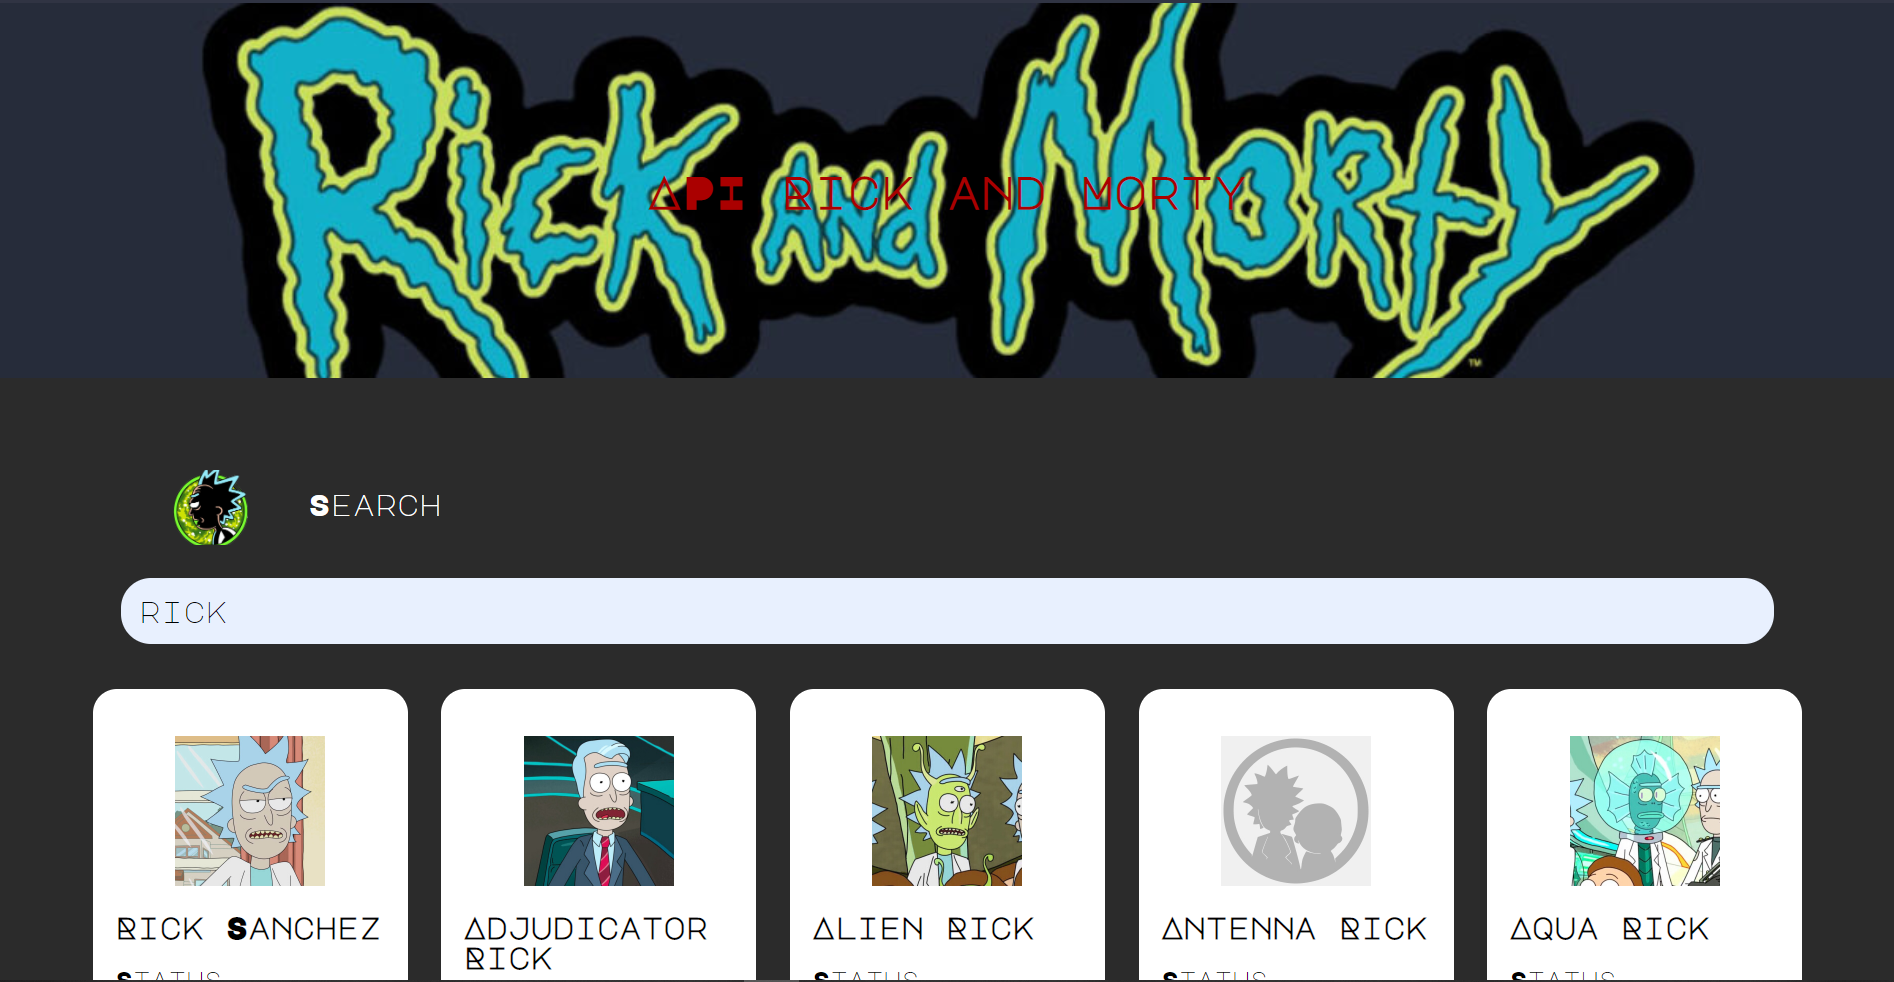 Rick and Morty
™
API RICK AND MORTY
SEARCH
RICK
RICK SANCHEZ
ADJUDICATOR
RICK
ALIEN RICK
ANTENNA RICK
AQUA RICK
STATUS
STATUS
STATUS
STATUS